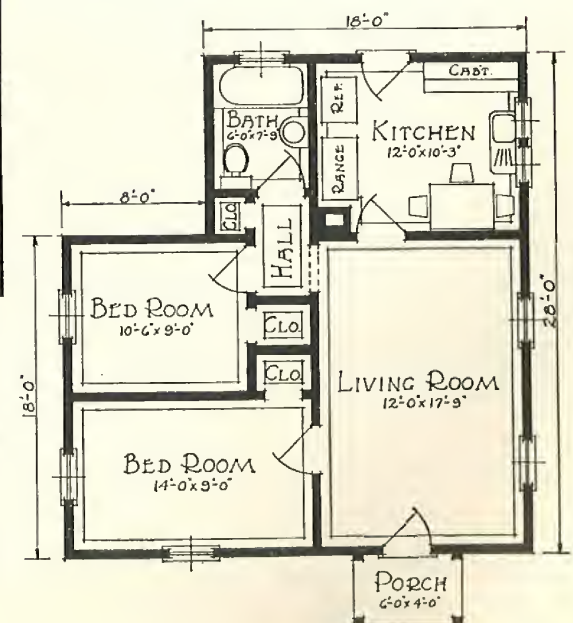 18'-0"
CAB'T.
REF.
BATH
6'-0"x7'-9"
KITCHEN
12'-0"x10'-3"
RANGE
8'-0"
CLO.
HALL
BED ROOM
10'-6"x9'-0"
CLO.
28'-0"
18'-0"
CLO.
LIVING ROOM
12'-0"x17'-9"
BED ROOM
14'-0"x9'-0"
PORCH
6'-0"x4'-0"